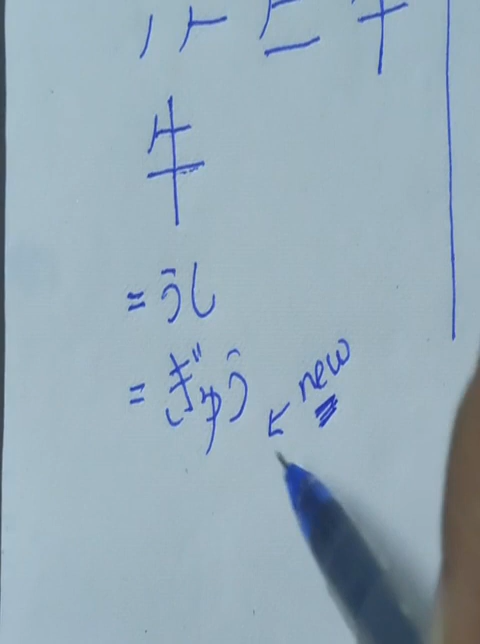 牛
= うし
= ぎゅう
new